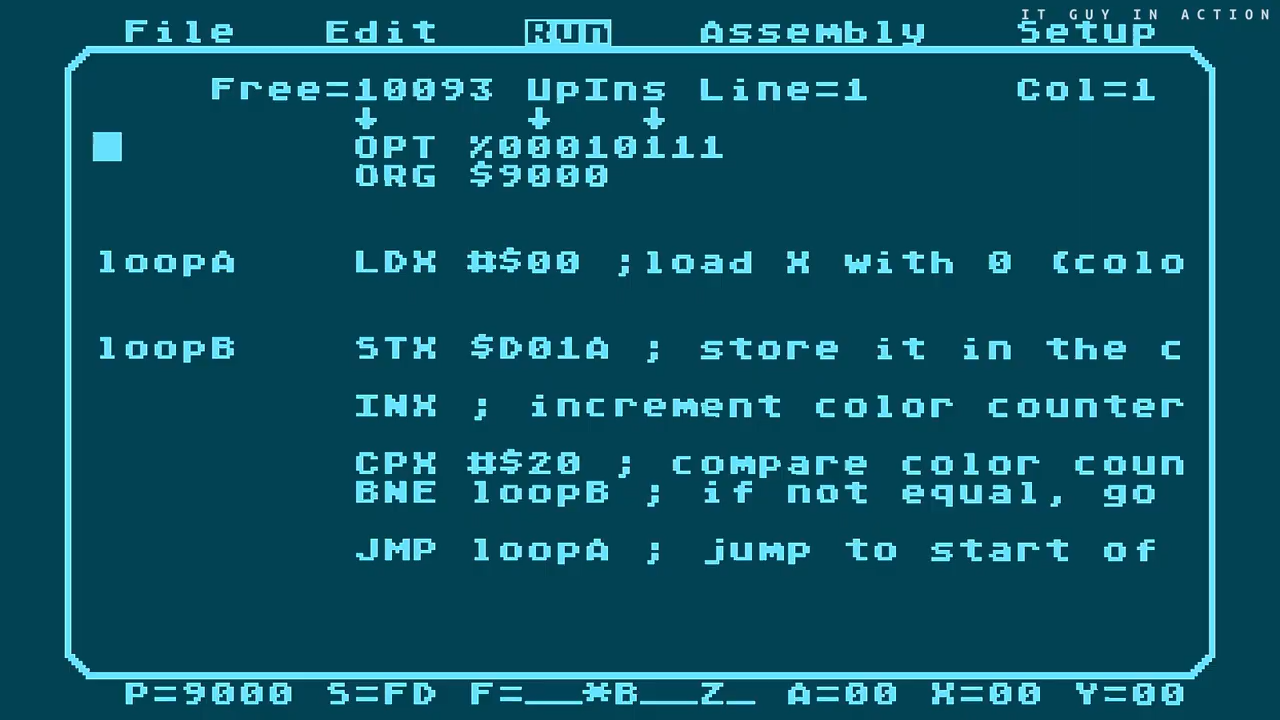 IT GUY IN ACTION
File Edit Run Assembly Setup
Free=10093 UpIns Line=1 Col=1
OPT %00010111
ORG $9000
loopA LDX #$00 ;load X with 0 (colo
loopB STX $D01A ; store it in the c
INX ; increment color counter
CPX #$20 ; compare color coun
BNE loopB ; if not equal, go
JMP loopA ; jump to start of
P=9000 S=FD F=___*B___Z_ A=00 X=00 Y=00